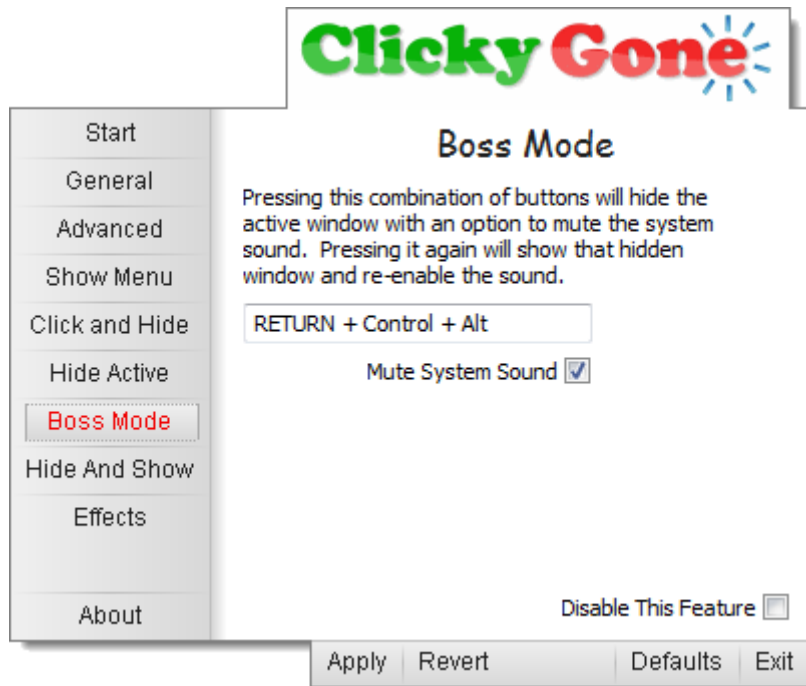 Clicky Gone
Start
General
Advanced
Show Menu
Click and Hide
Hide Active
Boss Mode
Hide And Show
Effects
About
Boss Mode
Pressing this combination of buttons will hide the
active window with an option to mute the system
sound.  Pressing it again will show that hidden
window and re-enable the sound.
RETURN + Control + Alt
Mute System Sound
Disable This Feature
Apply Revert Defaults Exit